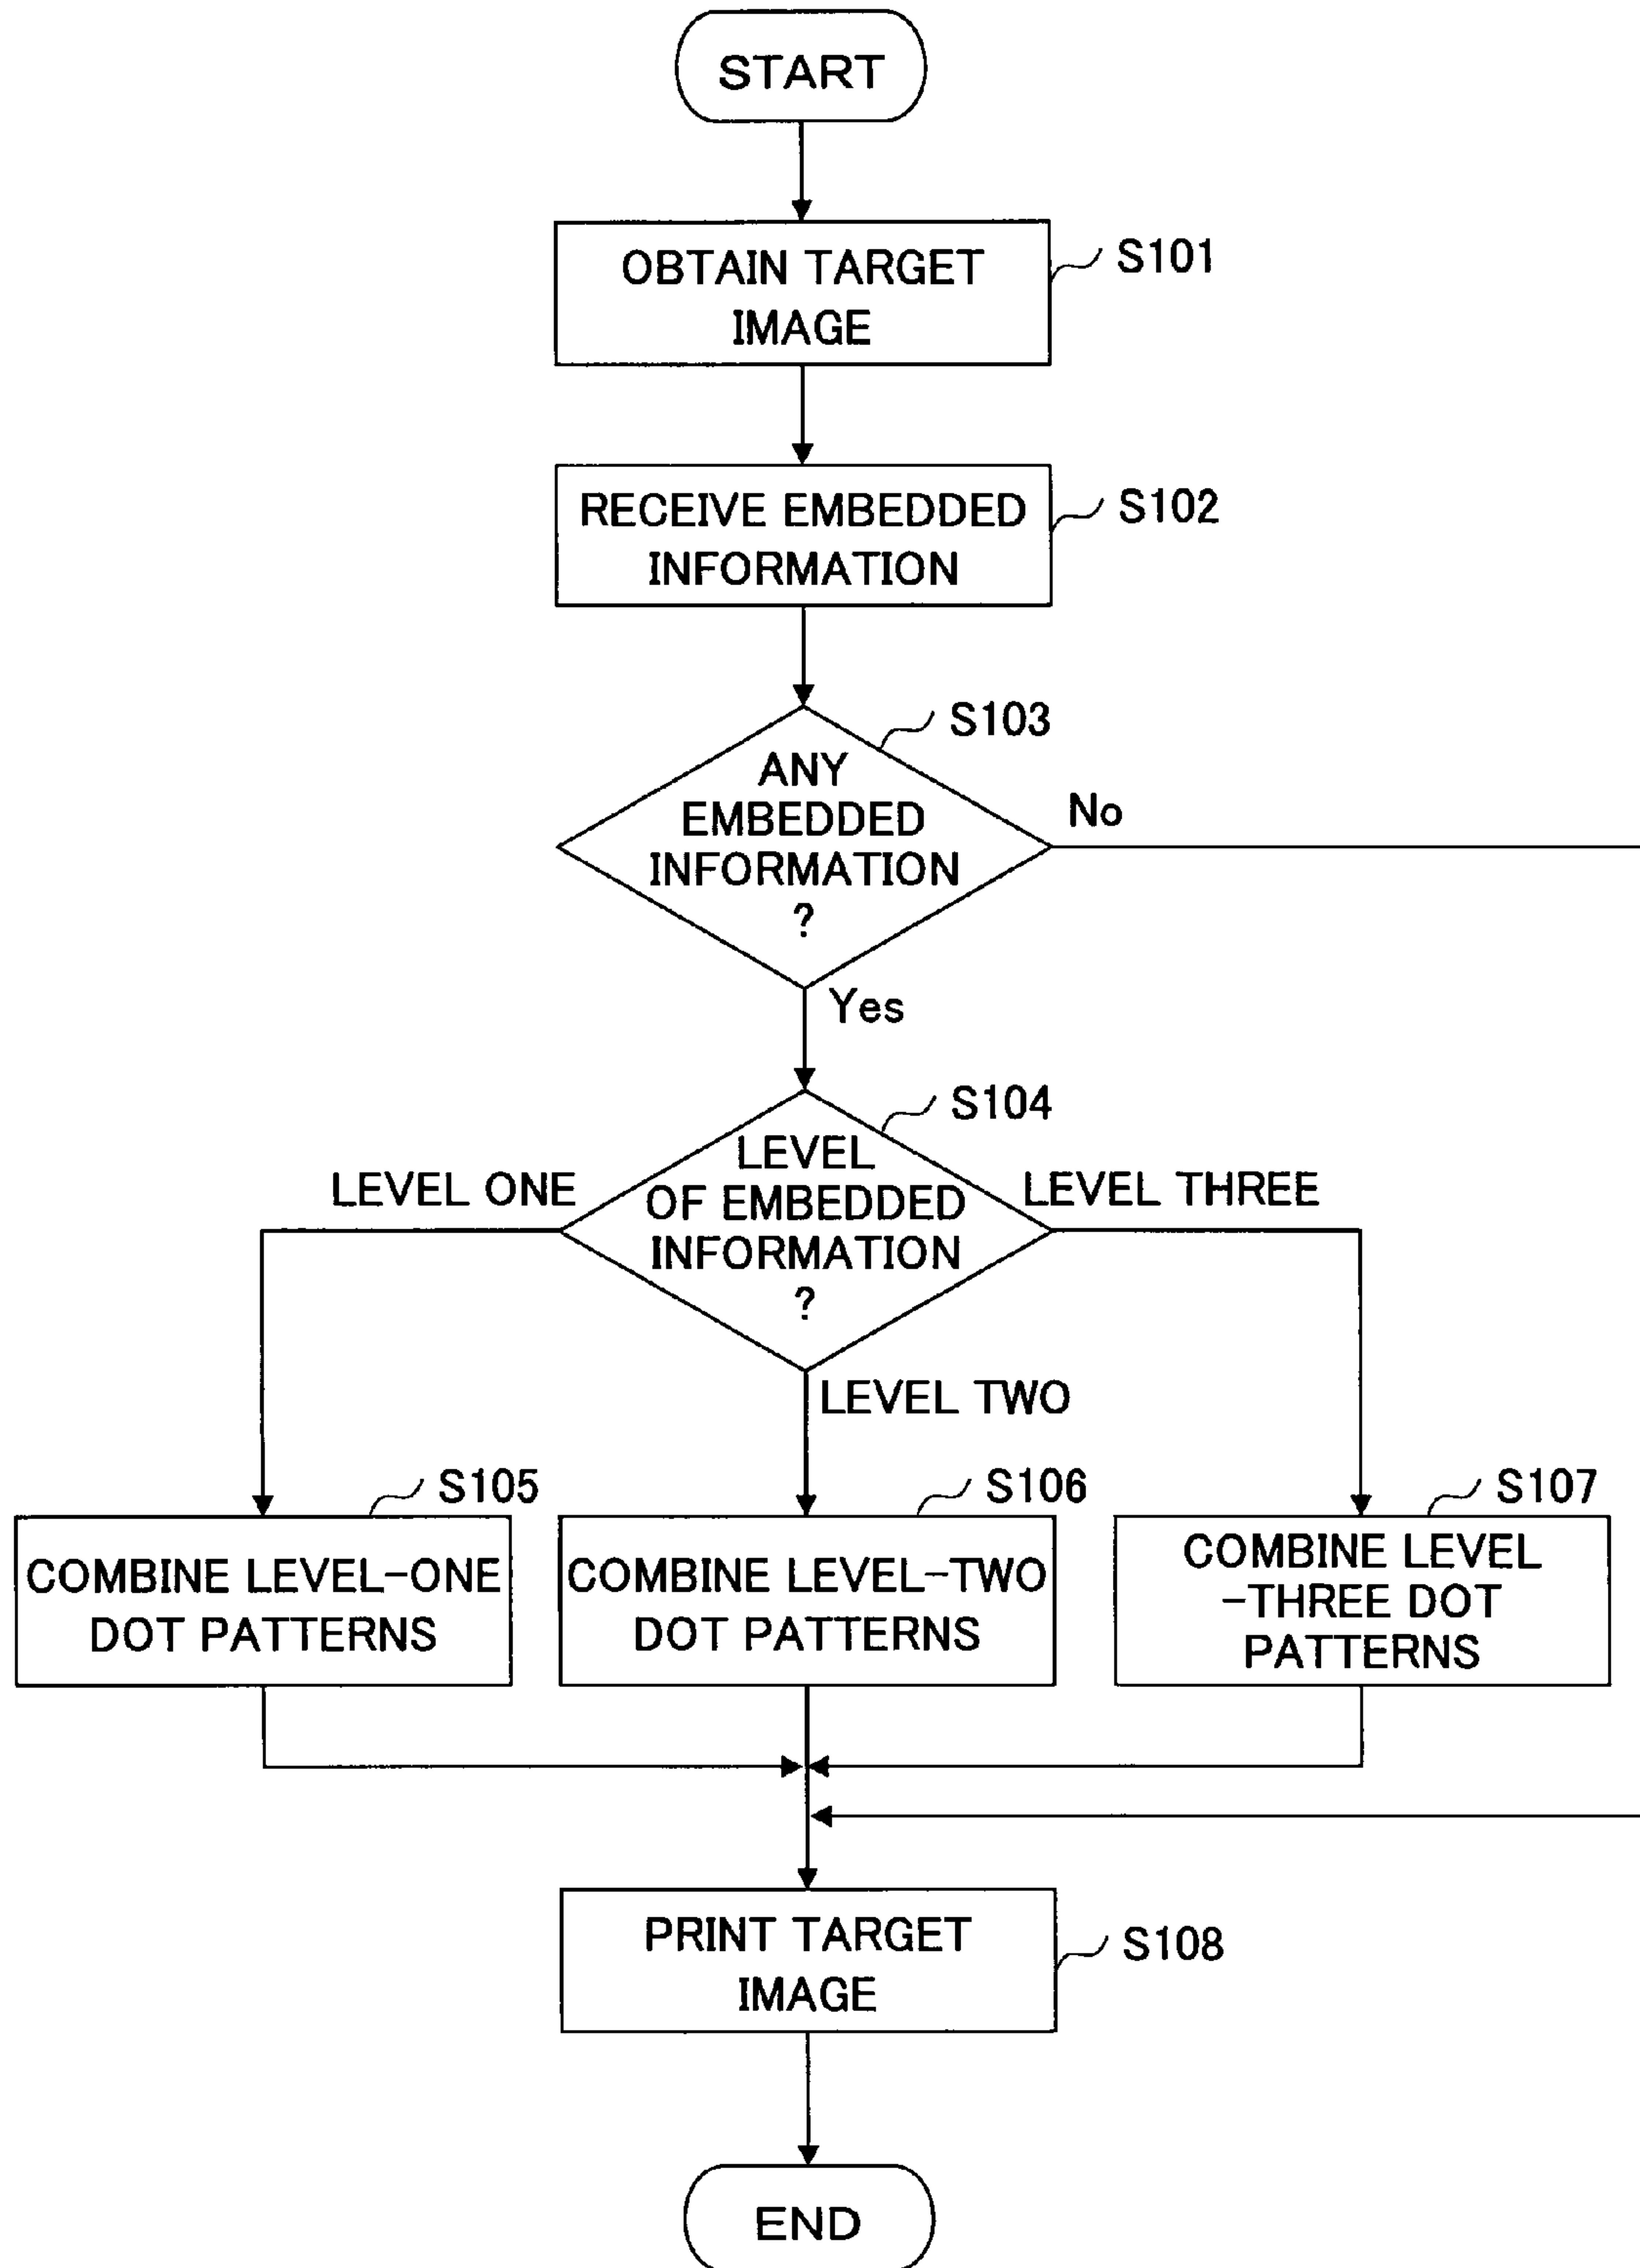 START
OBTAIN TARGET
IMAGE
S101
RECEIVE EMBEDDED
INFORMATION
S102
S103
ANY
EMBEDDED
INFORMATION
?
No
Yes
S104
LEVEL
OF EMBEDDED
INFORMATION
?
LEVEL ONE
LEVEL THREE
LEVEL TWO
S105
COMBINE LEVEL-ONE
DOT PATTERNS
S106
COMBINE LEVEL-TWO
DOT PATTERNS
S107
COMBINE LEVEL
-THREE DOT
PATTERNS
PRINT TARGET
IMAGE
S108
END